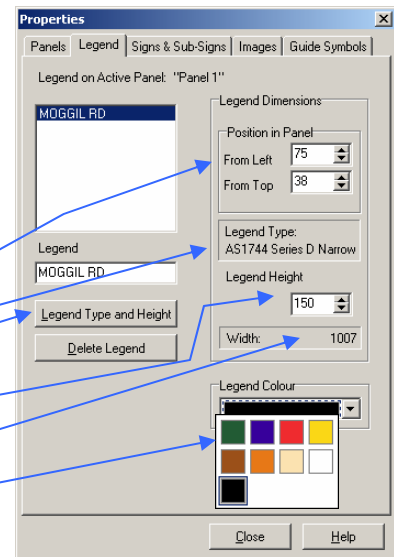 Properties
Panels Legend Signs & Sub-Signs Images Guide Symbols
Legend on Active Panel: "Panel 1"
MOGGIL RD
Legend
MOGGIL RD
Legend Type and Height
Delete Legend
Legend Dimensions
Position in Panel
From Left 75
From Top 38
Legend Type:
AS1744 Series D Narrow
Legend Height
150
Width: 1007
Legend Colour
Close Help